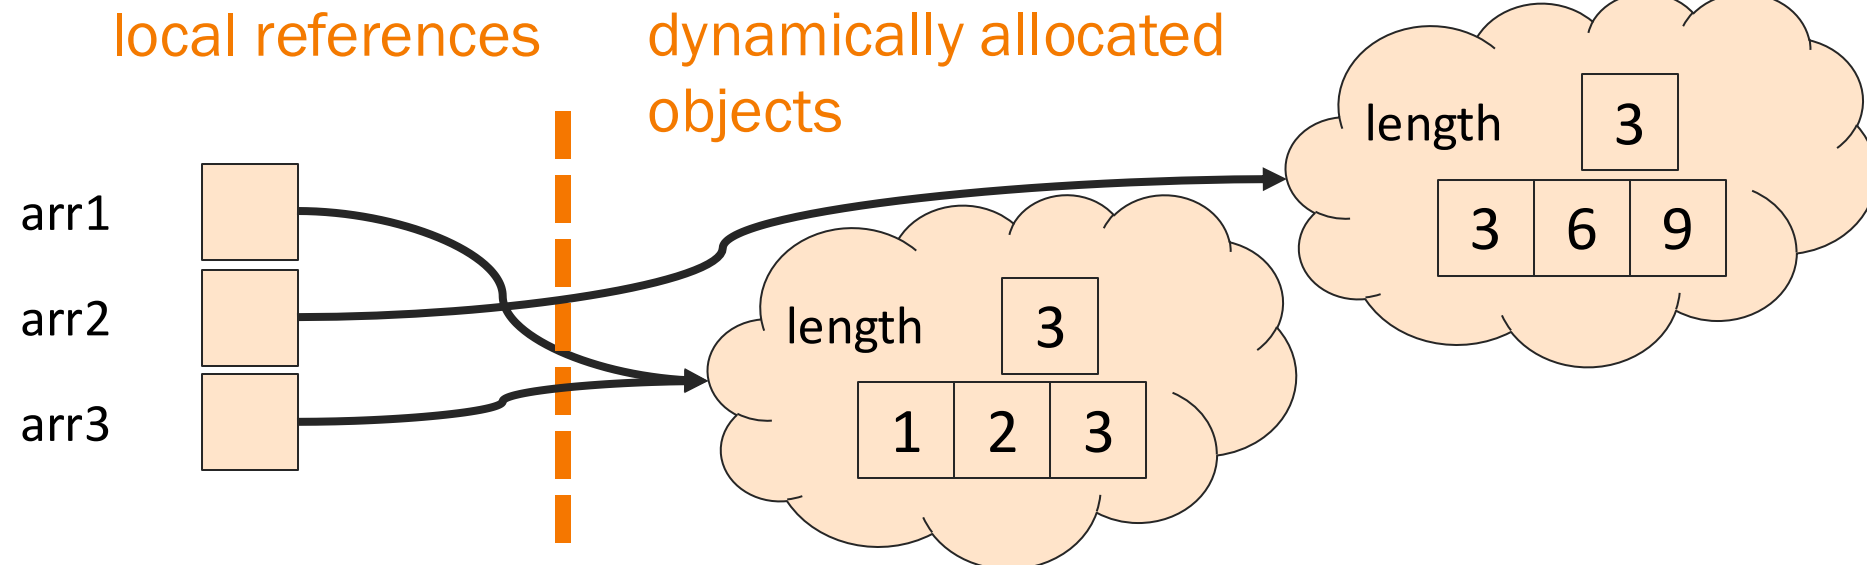 local references
dynamically allocated
objects
length 3
3 6 9
arr1
arr2
arr3
length 3
1 2 3